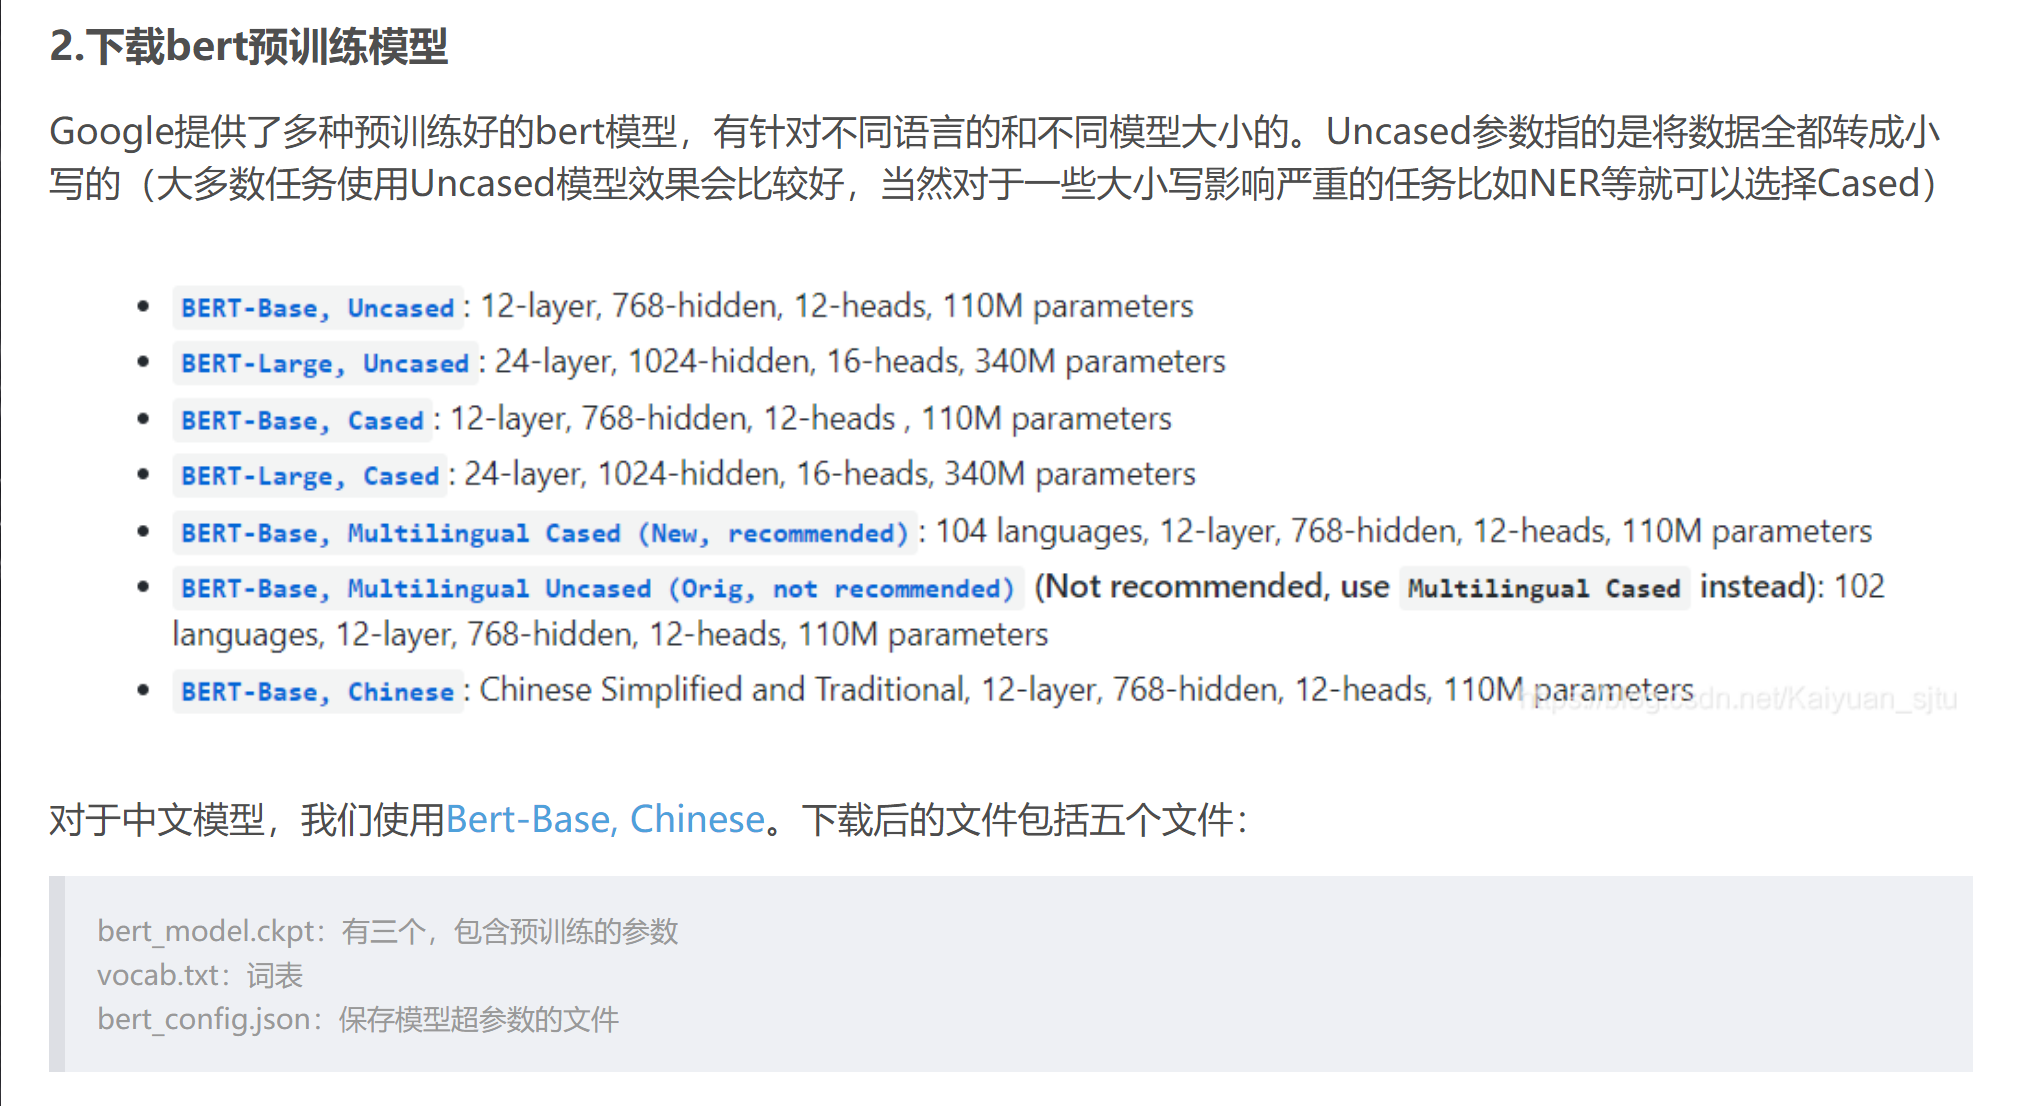 2.下载bert预训练模型
Google提供了多种预训练好的bert模型，有针对不同语言的和不同模型大小的。Uncased参数指的是将数据全都转成小
写的（大多数任务使用Uncased模型效果会比较好，当然对于一些大小写影响严重的任务比如NER等就可以选择Cased）
• BERT-Base, Uncased: 12-layer, 768-hidden, 12-heads, 110M parameters
• BERT-Large, Uncased: 24-layer, 1024-hidden, 16-heads, 340M parameters
• BERT-Base, Cased: 12-layer, 768-hidden, 12-heads , 110M parameters
• BERT-Large, Cased: 24-layer, 1024-hidden, 16-heads, 340M parameters
• BERT-Base, Multilingual Cased (New, recommended): 104 languages, 12-layer, 768-hidden, 12-heads, 110M parameters
• BERT-Base, Multilingual Uncased (Orig, not recommended) (Not recommended, use Multilingual Cased instead): 102
languages, 12-layer, 768-hidden, 12-heads, 110M parameters
• BERT-Base, Chinese: Chinese Simplified and Traditional, 12-layer, 768-hidden, 12-heads, 110M parameters
https://blog.csdn.net/Kaiyuan_sjtu
对于中文模型，我们使用Bert-Base, Chinese。下载后的文件包括五个文件：
bert_model.ckpt：有三个，包含预训练的参数
vocab.txt：词表
bert_config.json：保存模型超参数的文件